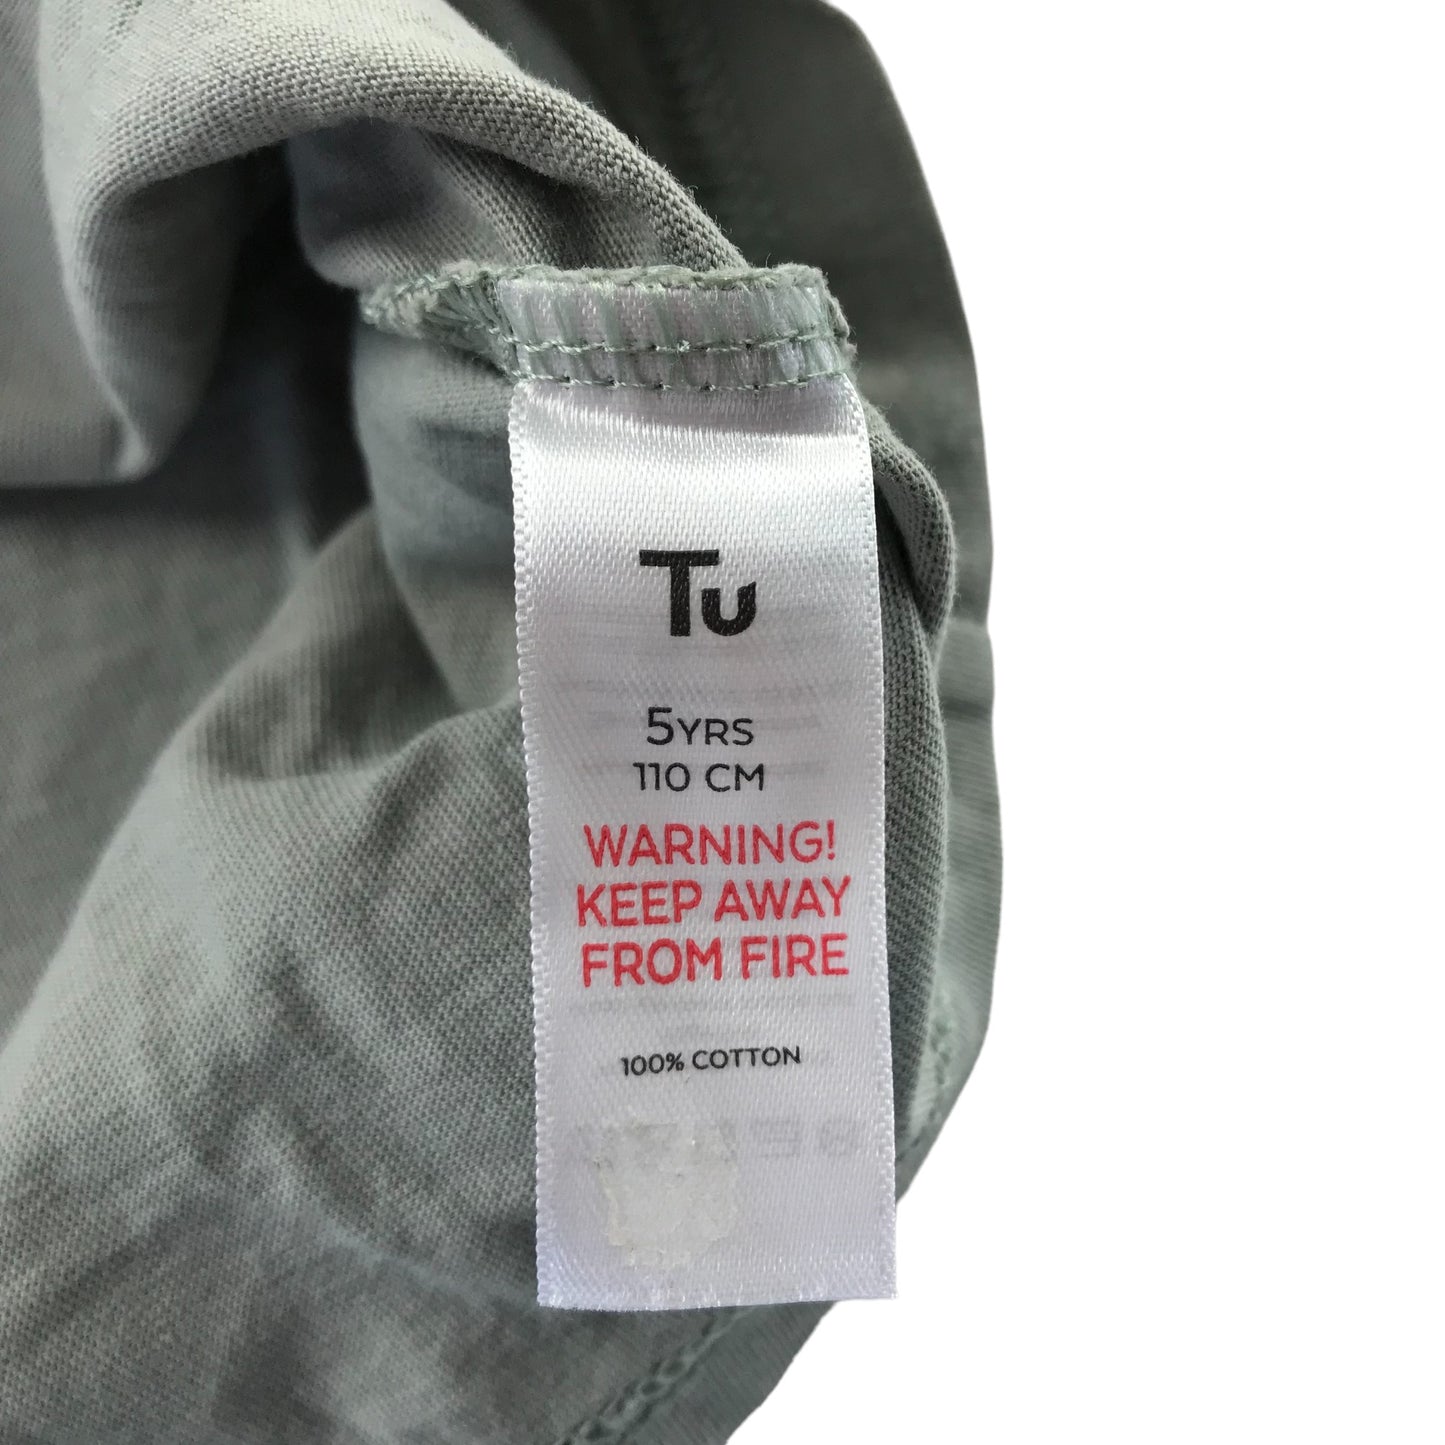 Tu
5YRS
110 CM
WARNING!
KEEP AWAY
FROM FIRE
100% COTTON